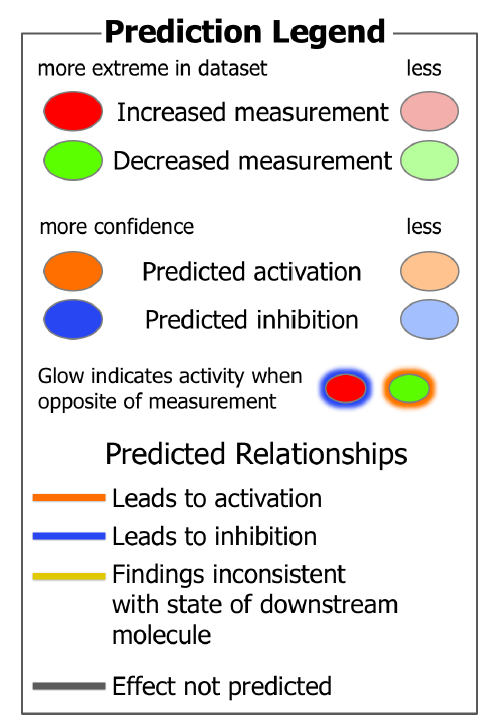 Prediction Legend
more extreme in dataset less
Increased measurement
Decreased measurement
more confidence less
Predicted activation
Predicted inhibition
Glow indicates activity when
opposite of measurement
Predicted Relationships
Leads to activation
Leads to inhibition
Findings inconsistent
with state of downstream
molecule
Effect not predicted